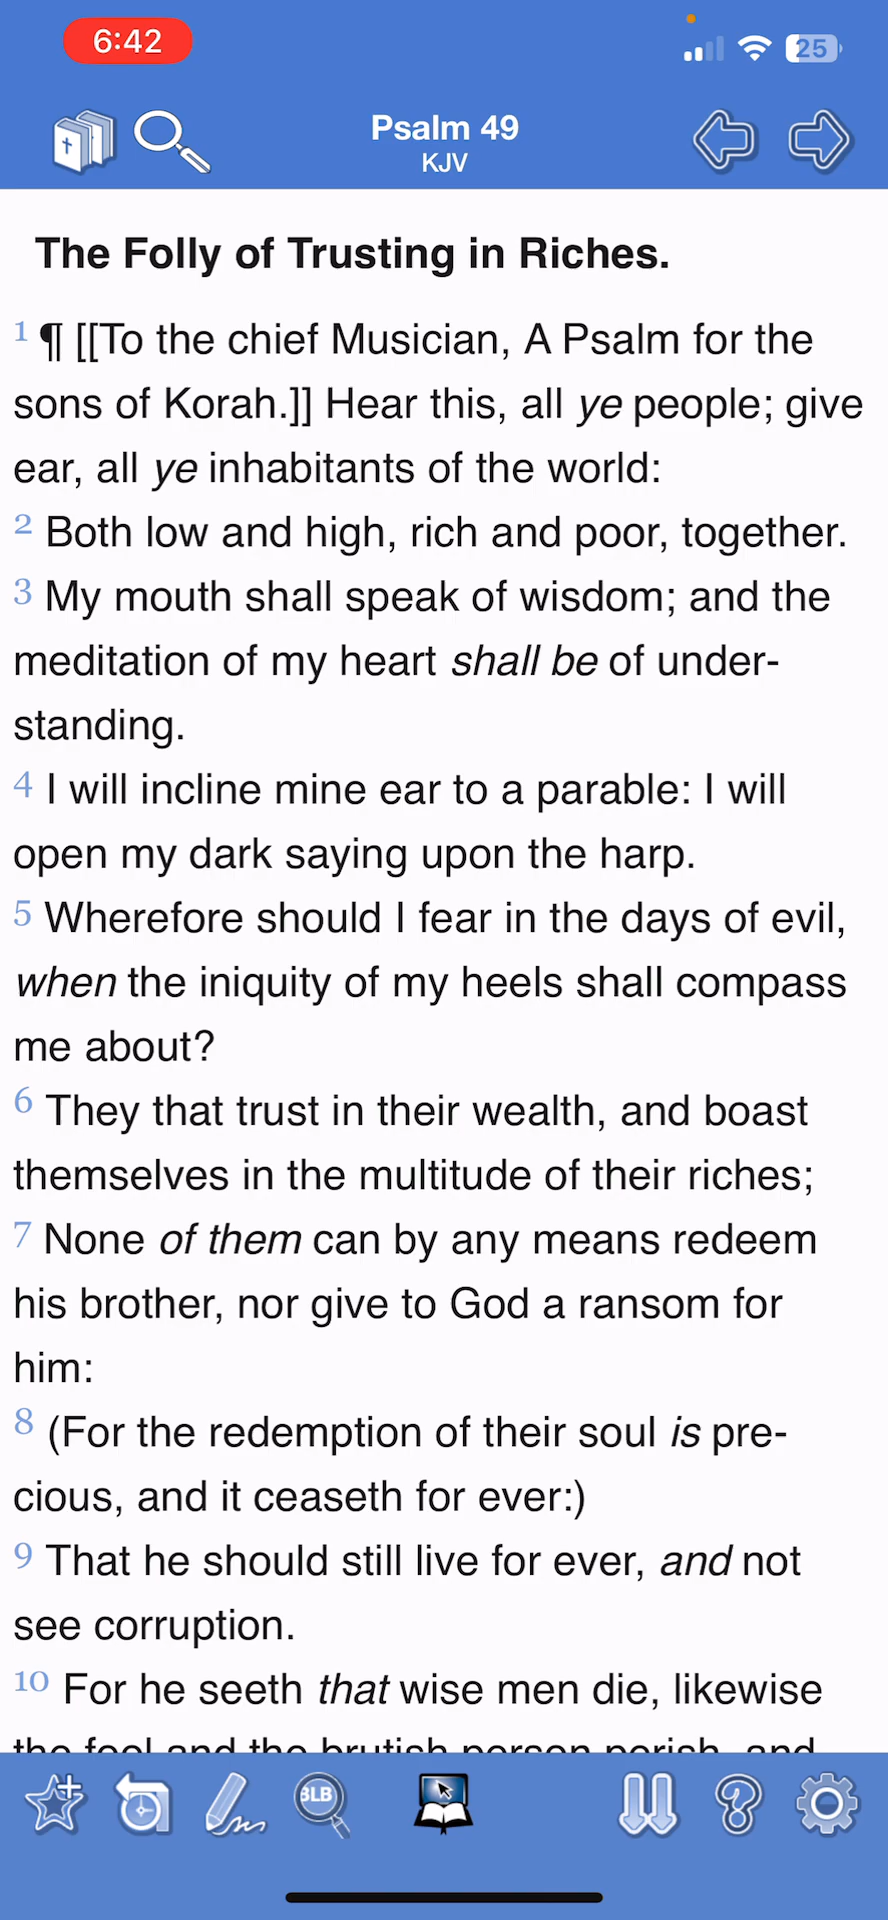 6:42
25
Psalm 49
KJV
The Folly of Trusting in Riches.
1 ¶ [[To the chief Musician, A Psalm for the
sons of Korah.]] Hear this, all ye people; give
ear, all ye inhabitants of the world:
2 Both low and high, rich and poor, together.
3 My mouth shall speak of wisdom; and the
meditation of my heart shall be of under-
standing.
4 I will incline mine ear to a parable: I will
open my dark saying upon the harp.
5 Wherefore should I fear in the days of evil,
when the iniquity of my heels shall compass
me about?
6 They that trust in their wealth, and boast
themselves in the multitude of their riches;
7 None of them can by any means redeem
his brother, nor give to God a ransom for
him:
8 (For the redemption of their soul is pre-
cious, and it ceaseth for ever:)
9 That he should still live for ever, and not
see corruption.
10 For he seeth that wise men die, likewise
the fool and the brutish person perish, and
BLB